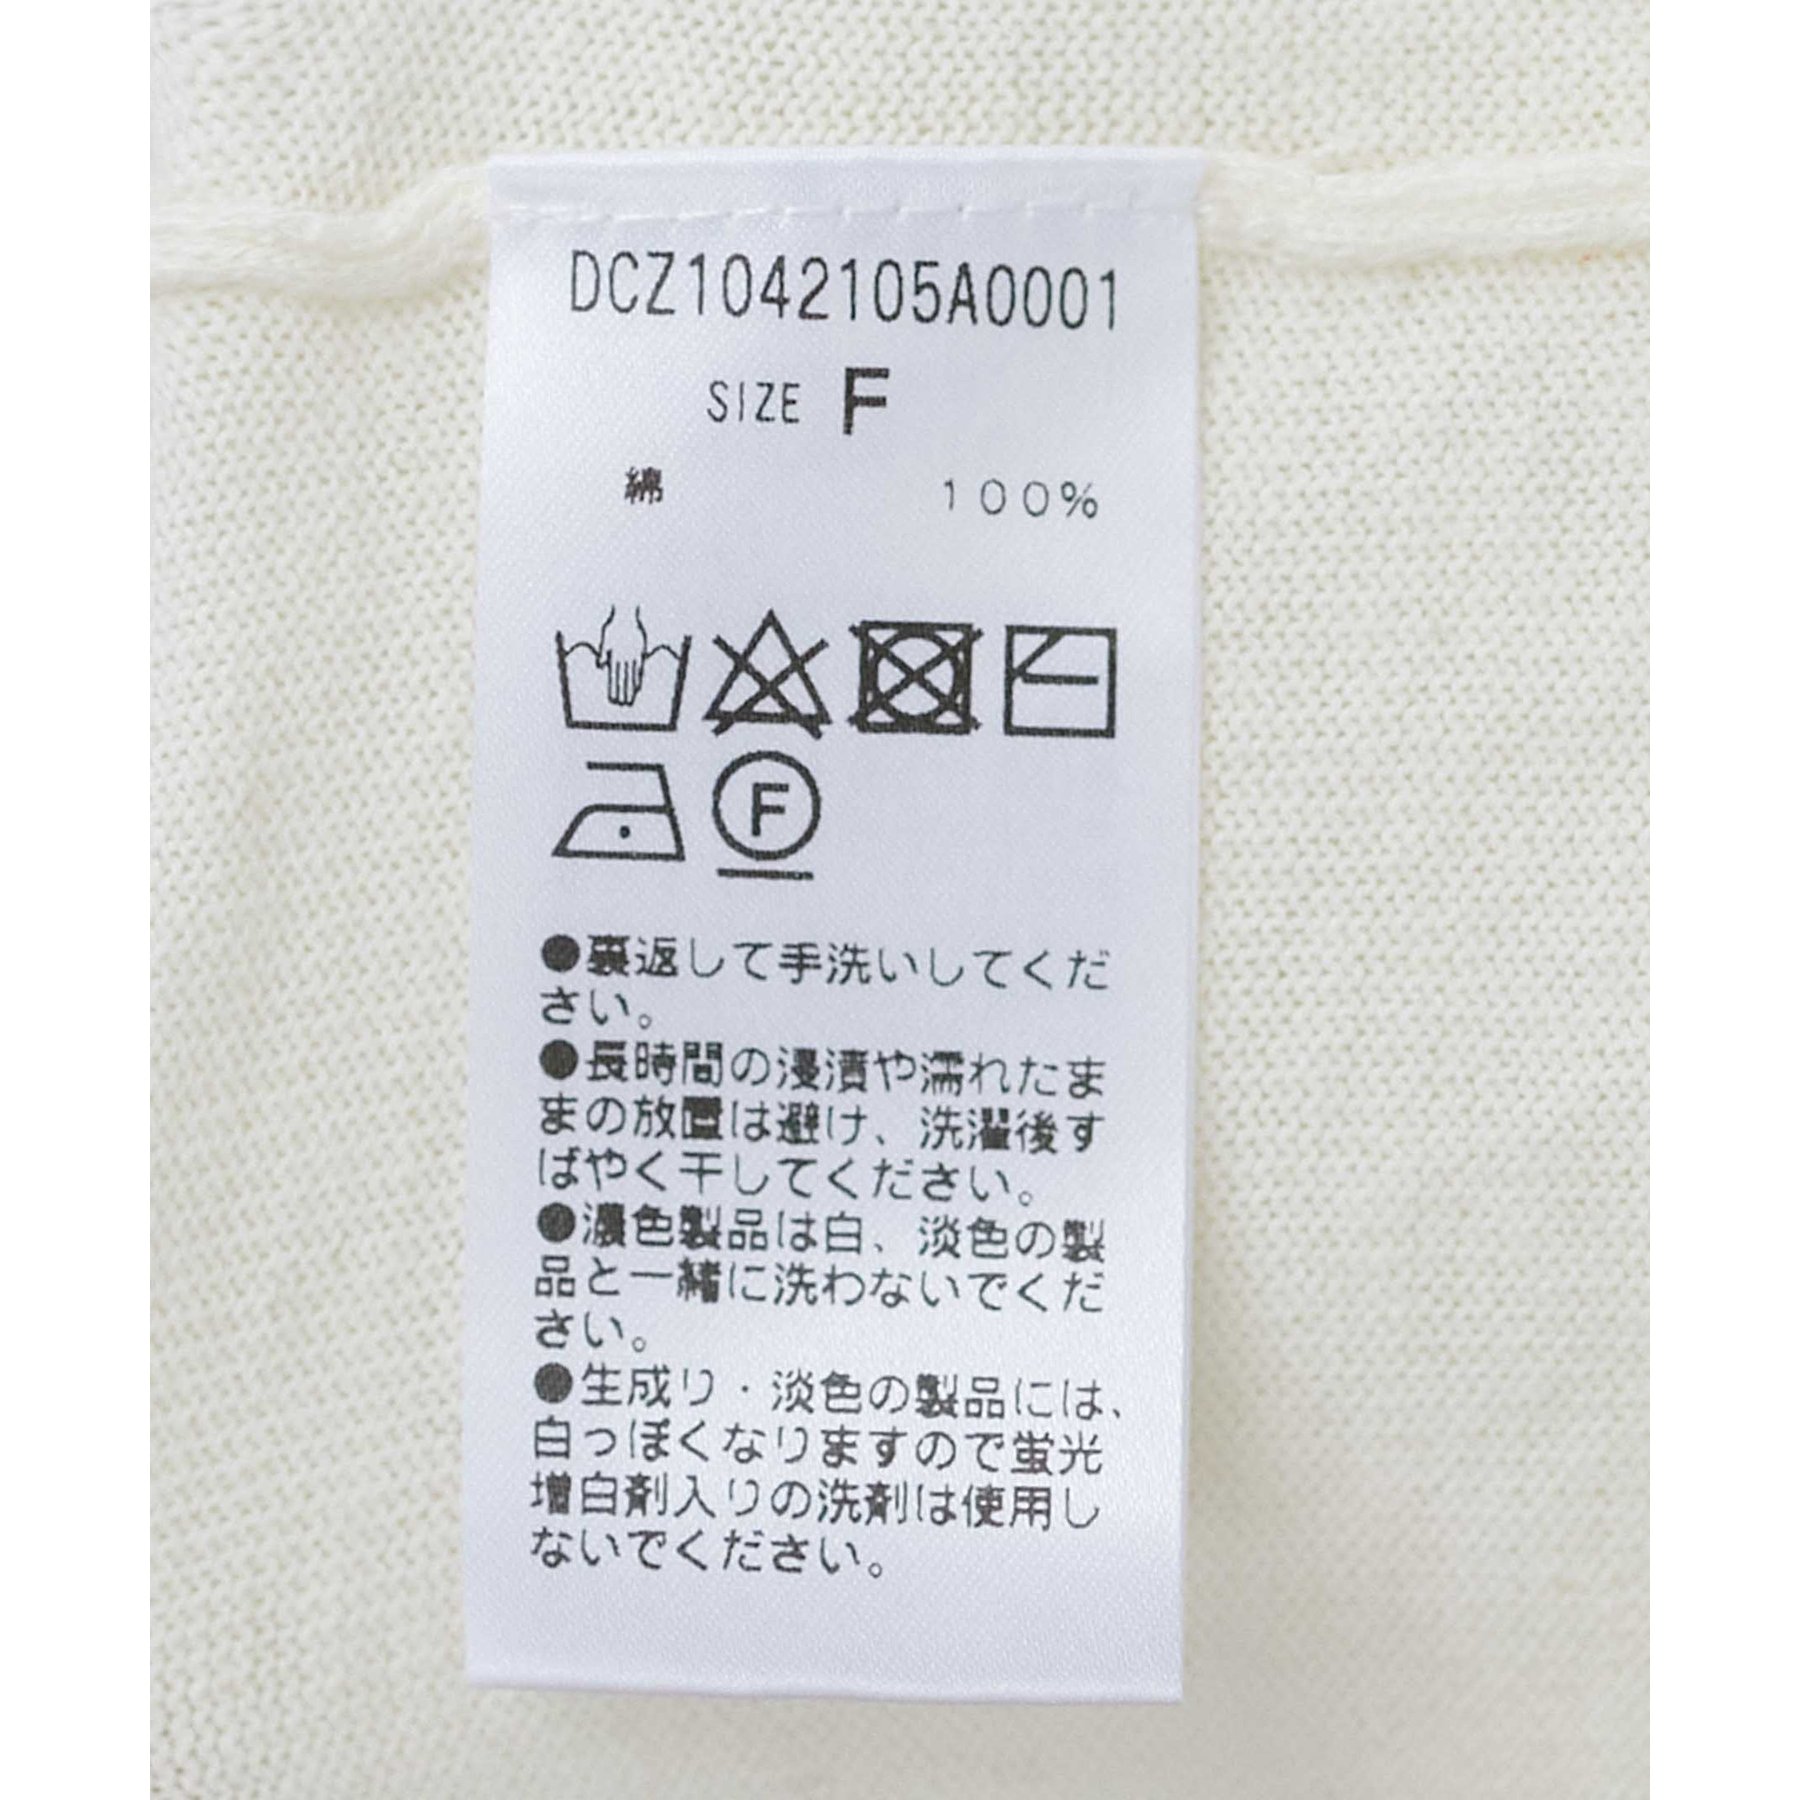 DCZ1042105A0001
SIZE F
綿 100%
F
●裏返して手洗いしてくだ
さい。
●長時間の浸漬や濡れたま
まの放置は避け、洗濯後す
ばやく干してください。
●濃色製品は白、淡色の製
品と一緒に洗わないでくだ
さい。
●生成り・淡色の製品には、
白っぽくなりますので蛍光
増白剤入りの洗剤は使用し
ないでください。